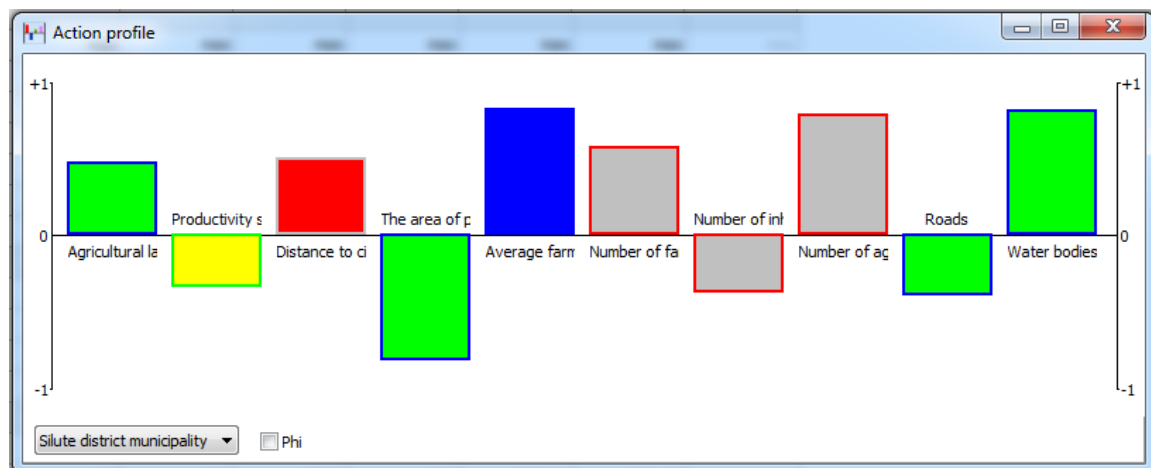 Action profile
+1
+1
Productivity s
The area of p
Number of inl
Roads
0
0
Agricultural la
Distance to ci
Average farm
Number of fa
Number of ag
Water bodies
-1
-1
Silute district municipality
Phi